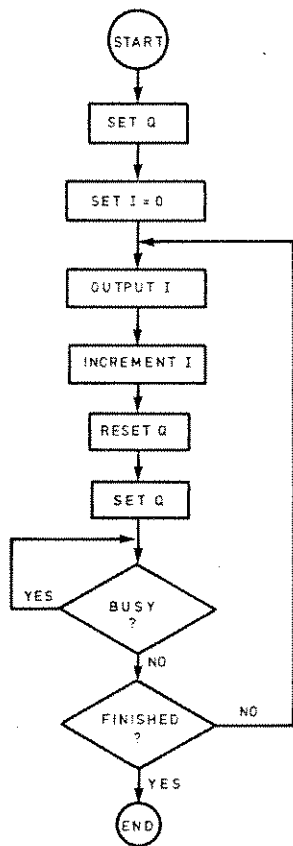 START
SET Q
SET I = 0
OUTPUT I
INCREMENT I
RESET Q
SET Q
YES
BUSY
?
NO
FINISHED
?
NO
YES
END